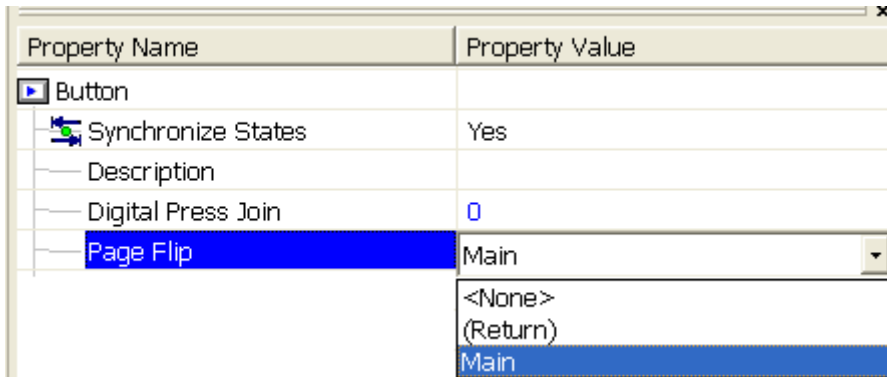 Property Name Property Value
Button
Synchronize States Yes
Description
Digital Press Join 0
Page Flip Main
<None>
(Return)
Main